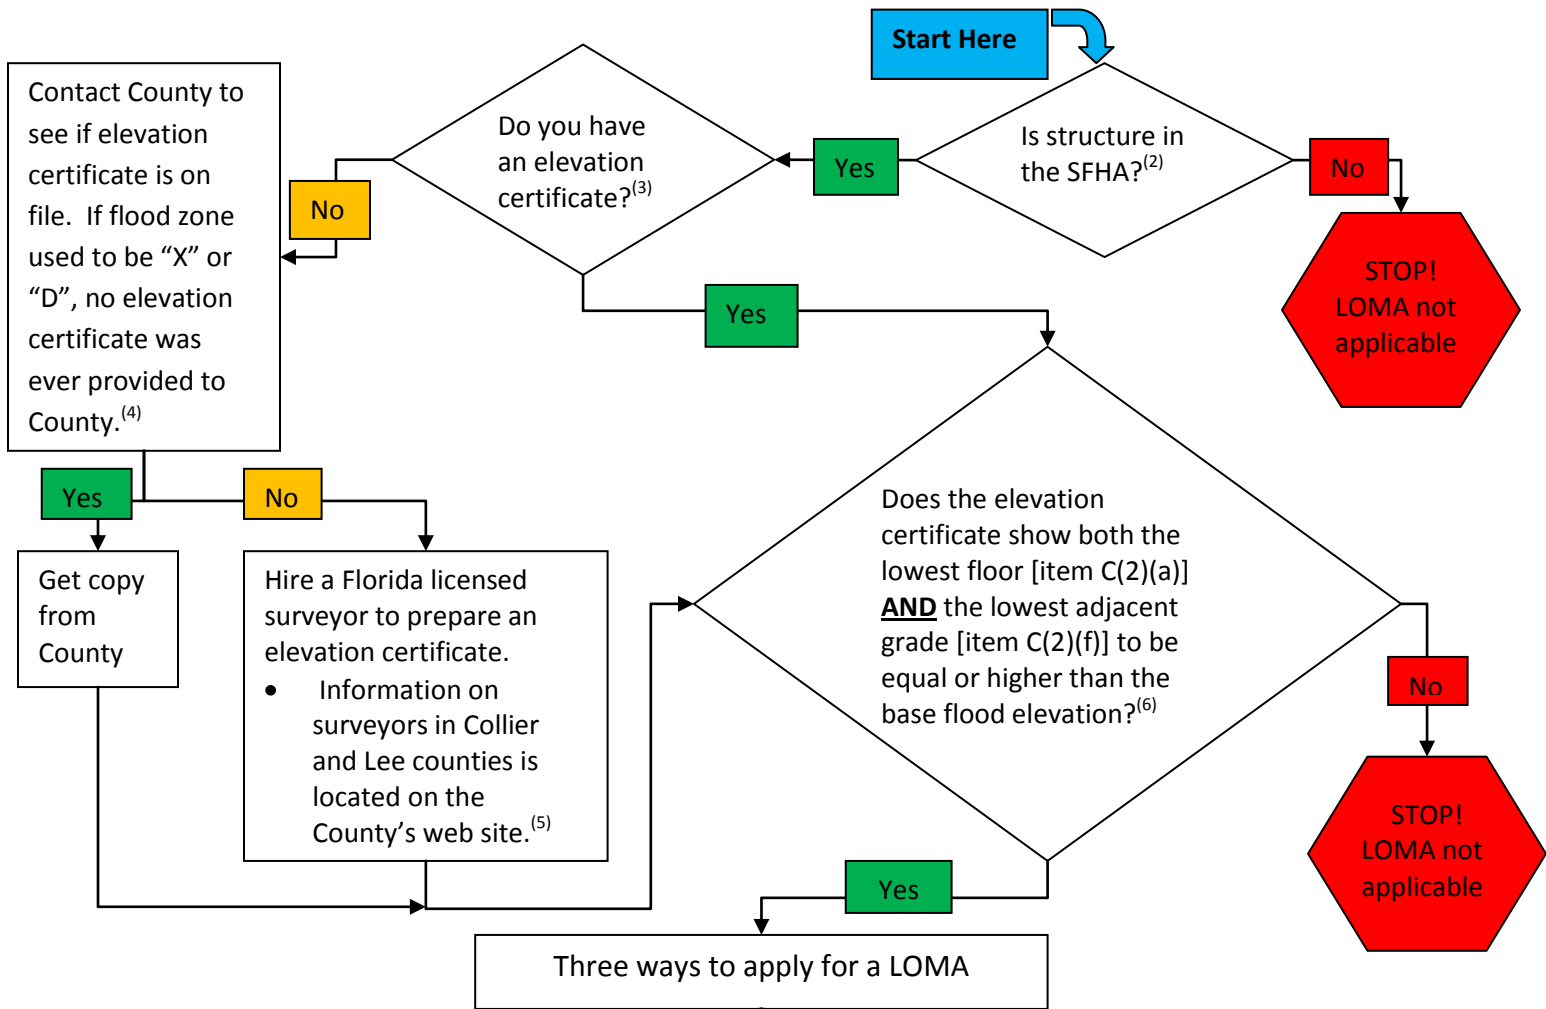 Start Here
Is structure in
the SFHA?(2)
No
STOP!
LOMA not
applicable
Yes
Do you have
an elevation
certificate?(3)
No
Contact County to
see if elevation
certificate is on
file.  If flood zone
used to be “X” or
“D”, no elevation
certificate was
ever provided to
County.(4)
Yes
Get copy
from
County
No
Hire a Florida licensed
surveyor to prepare an
elevation certificate.
• Information on
surveyors in Collier
and Lee counties is
located on the
County’s web site.(5)
Yes
Does the elevation
certificate show both the
lowest floor [item C(2)(a)]
AND the lowest adjacent
grade [item C(2)(f)] to be
equal or higher than the
base flood elevation?(6)
No
STOP!
LOMA not
applicable
Yes
Three ways to apply for a LOMA